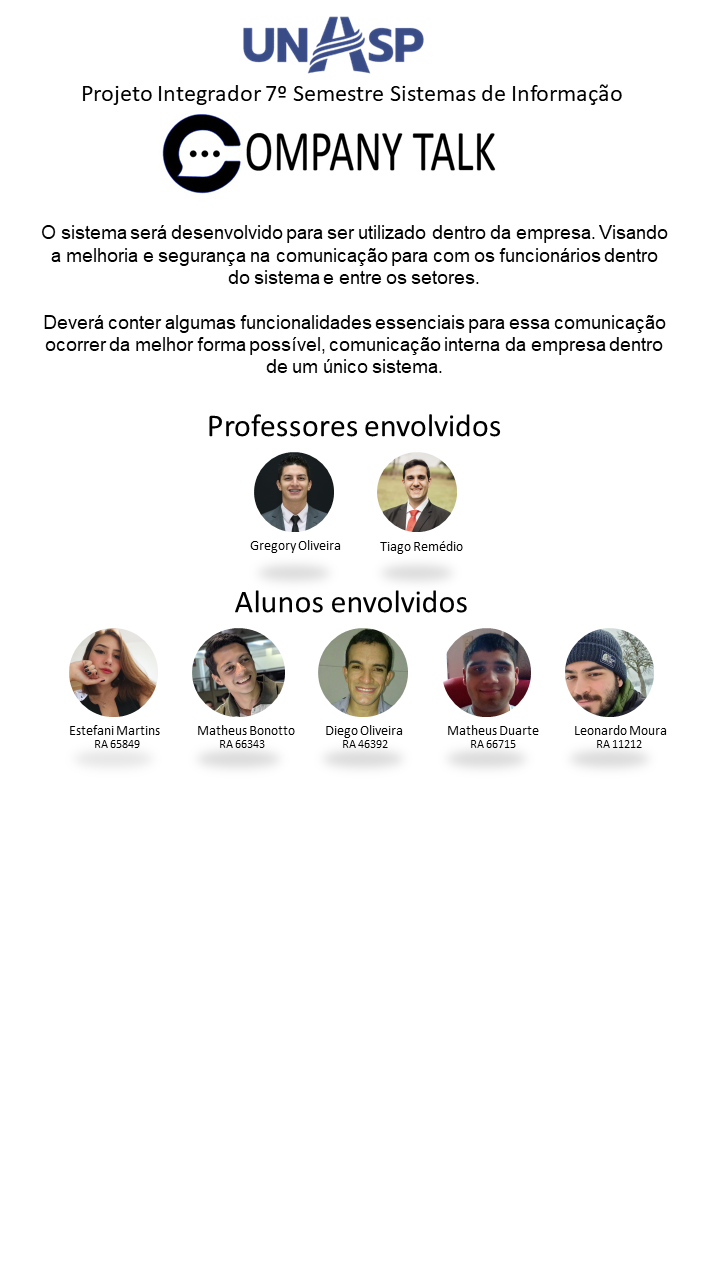 UNASP
Projeto Integrador 7º Semestre Sistemas de Informação
COMPANY TALK
O sistema será desenvolvido para ser utilizado dentro da empresa. Visando
a melhoria e segurança na comunicação para com os funcionários dentro
do sistema e entre os setores.
Deverá conter algumas funcionalidades essenciais para essa comunicação
ocorrer da melhor forma possível, comunicação interna da empresa dentro
de um único sistema.
Professores envolvidos
Gregory Oliveira
Tiago Remédio
Alunos envolvidos
Estefani Martins
RA 65849
Matheus Bonotto
RA 66343
Diego Oliveira
RA 46392
Matheus Duarte
RA 66715
Leonardo Moura
RA 11212